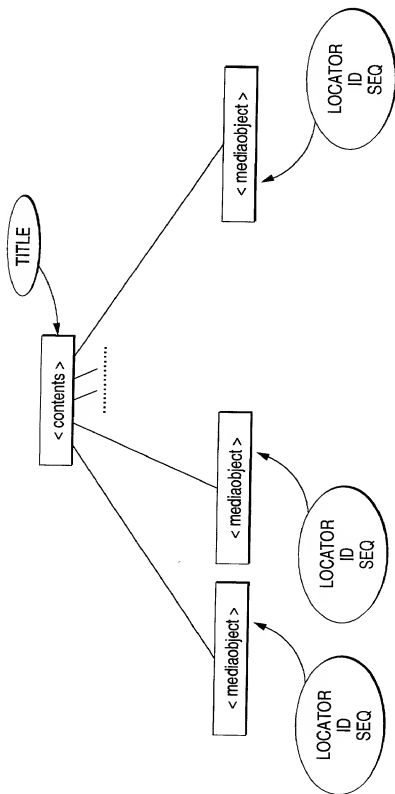 TITLE
< contents >
< mediaobject >
< mediaobject >
< mediaobject >
LOCATOR
ID
SEQ
LOCATOR
ID
SEQ
LOCATOR
ID
SEQ